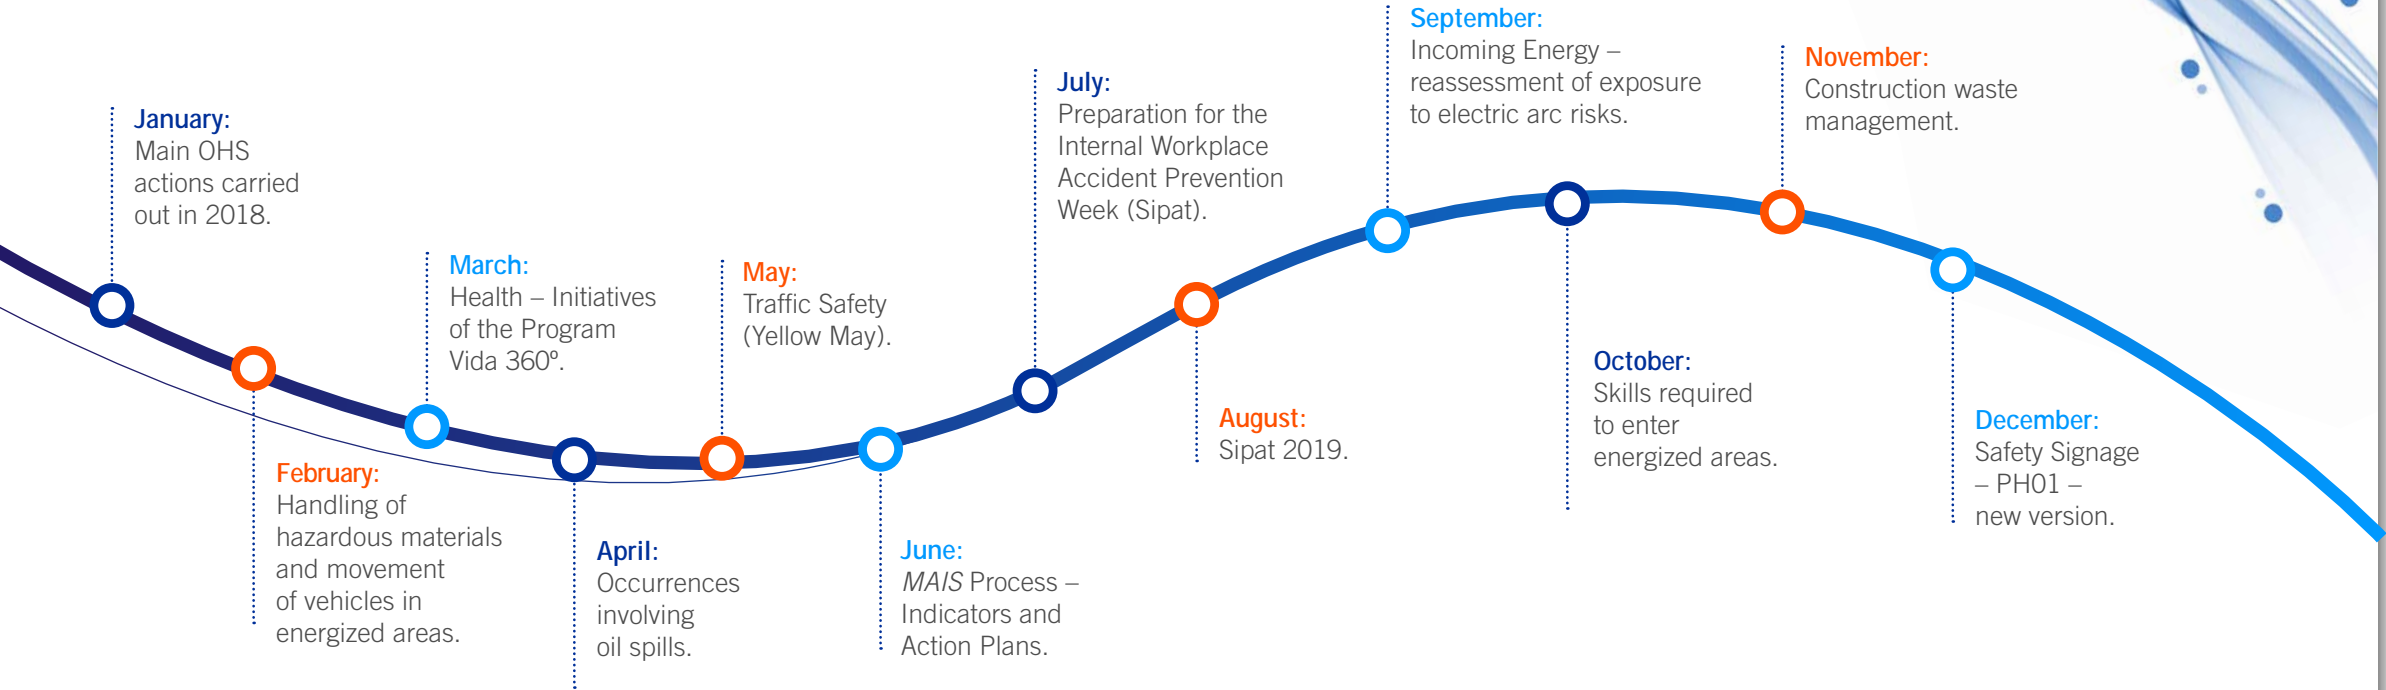 January:
Main OHS
actions carried
out in 2018.
February:
Handling of
hazardous materials
and movement
of vehicles in
energized areas.
March:
Health – Initiatives
of the Program
Vida 360º.
April:
Occurrences
involving
oil spills.
May:
Traffic Safety
(Yellow May).
June:
MAIS Process –
Indicators and
Action Plans.
July:
Preparation for the
Internal Workplace
Accident Prevention
Week (Sipat).
August:
Sipat 2019.
September:
Incoming Energy –
reassessment of exposure
to electric arc risks.
October:
Skills required
to enter
energized areas.
November:
Construction waste
management.
December:
Safety Signage
– PH01 –
new version.